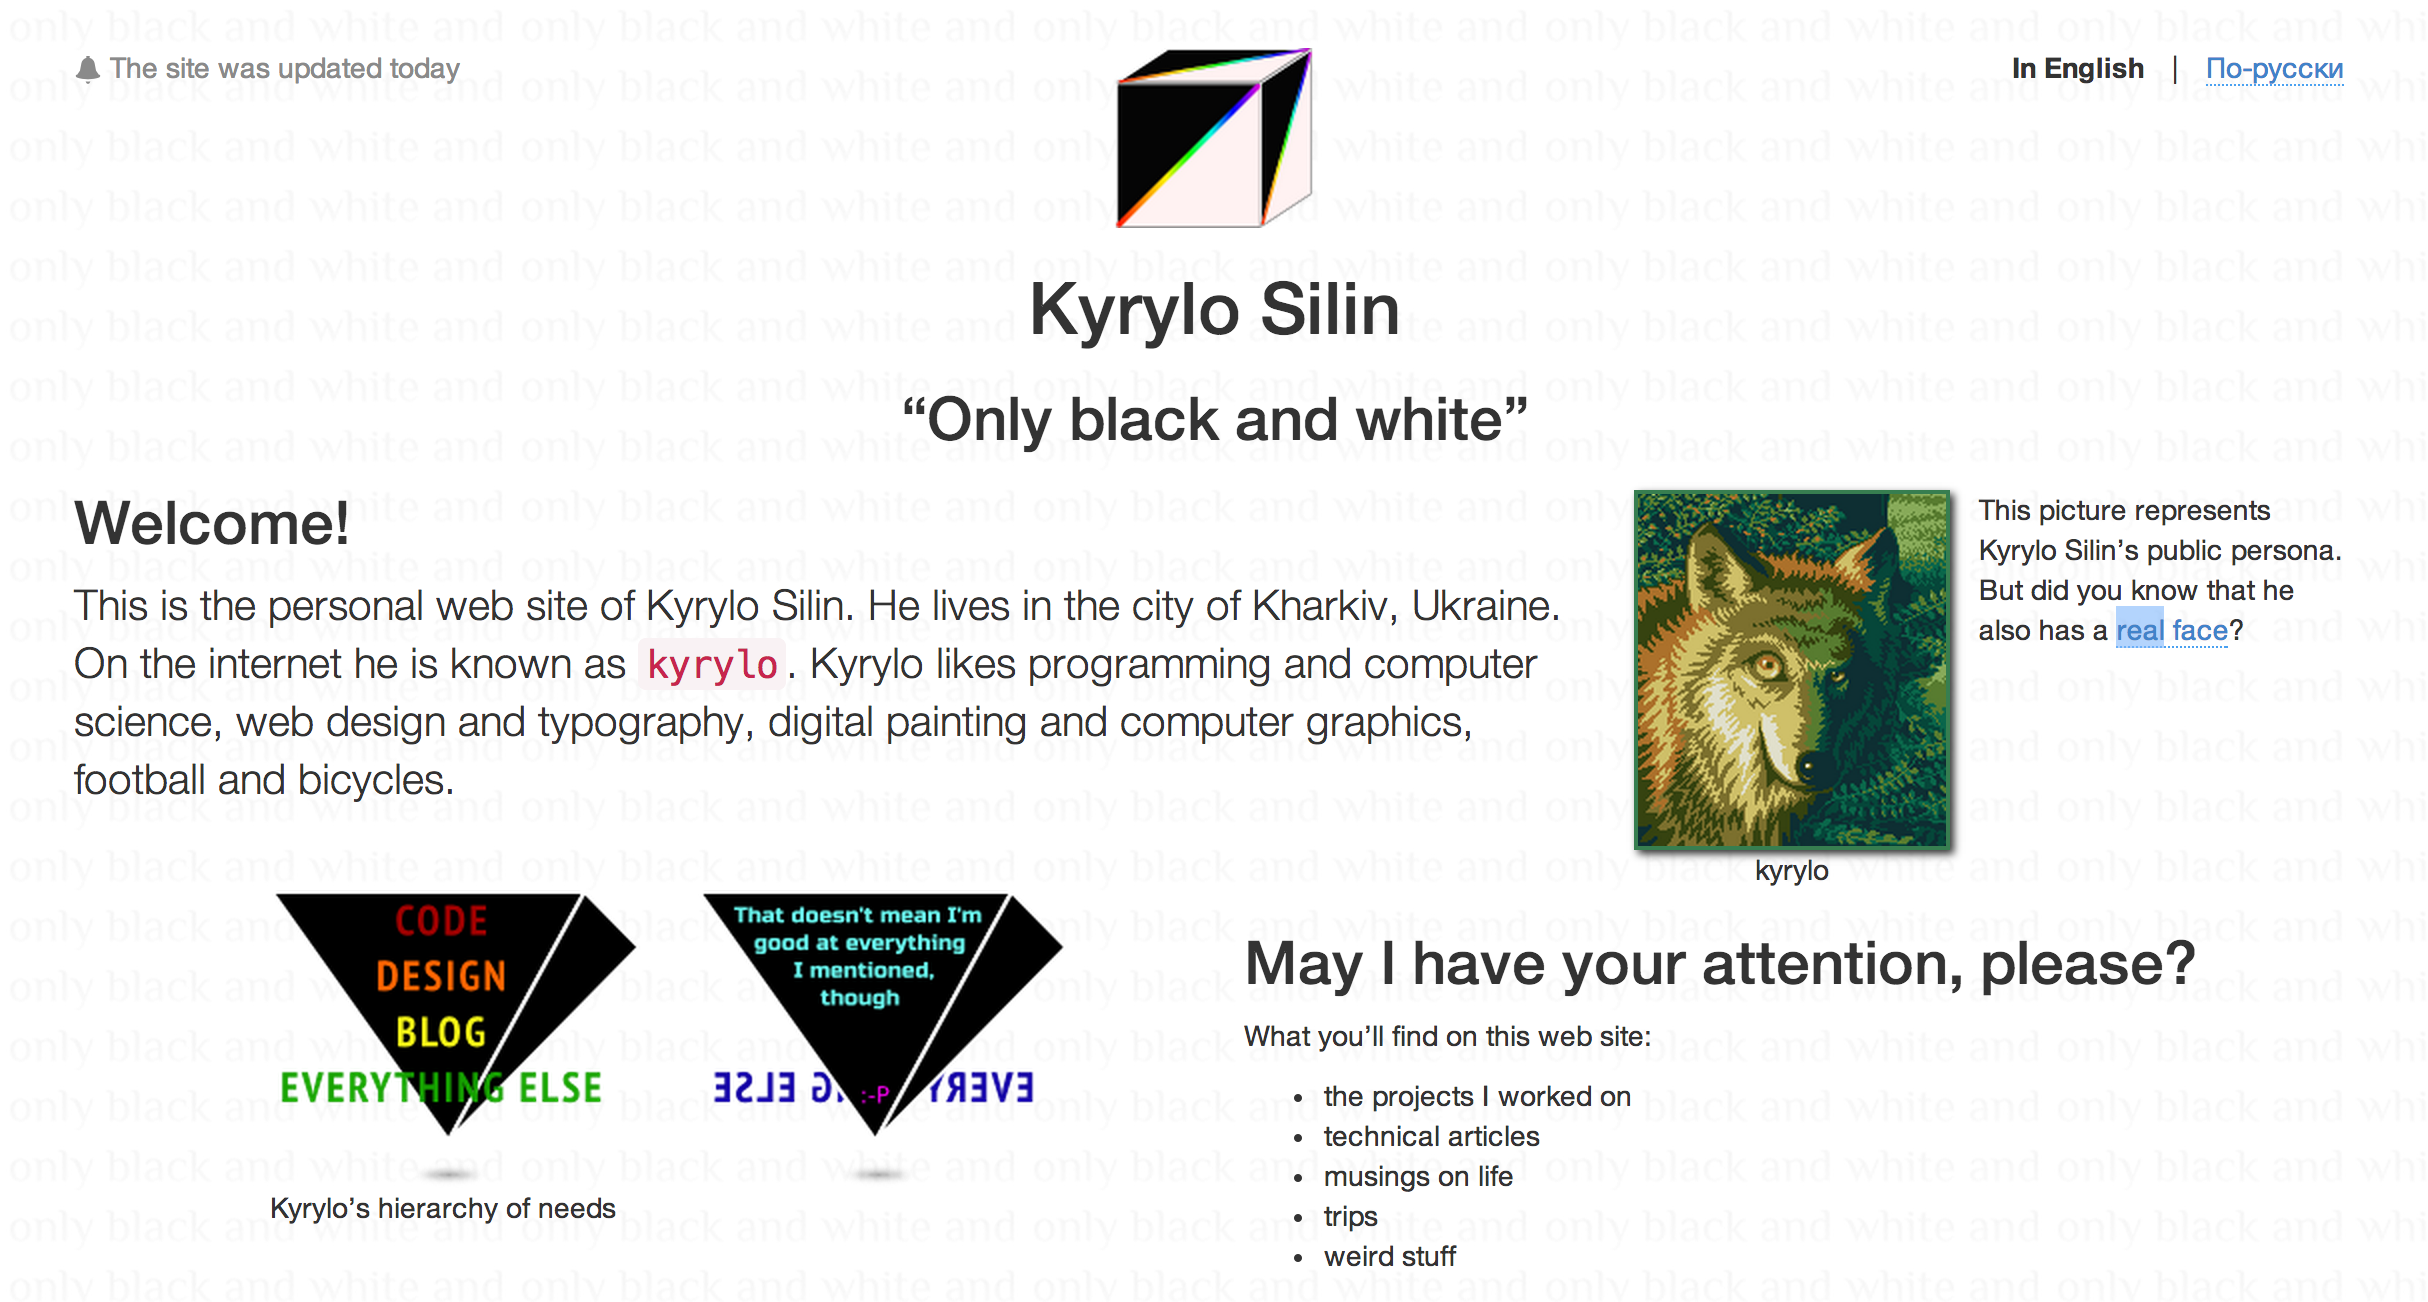 The site was updated today
In English | По-русски
Kyrylo Silin
“Only black and white”
Welcome!
This is the personal web site of Kyrylo Silin. He lives in the city of Kharkiv, Ukraine.
On the internet he is known as kyrylo. Kyrylo likes programming and computer
science, web design and typography, digital painting and computer graphics,
football and bicycles.
This picture represents
Kyrylo Silin’s public persona.
But did you know that he
also has a real face?
kyrylo
CODE
DESIGN
BLOG
EVERYTHING ELSE
Kyrylo’s hierarchy of needs
That doesn't mean I'm
good at everything
I mentioned,
though
:-P
May I have your attention, please?
What you’ll find on this web site:
• the projects I worked on
• technical articles
• musings on life
• trips
• weird stuff